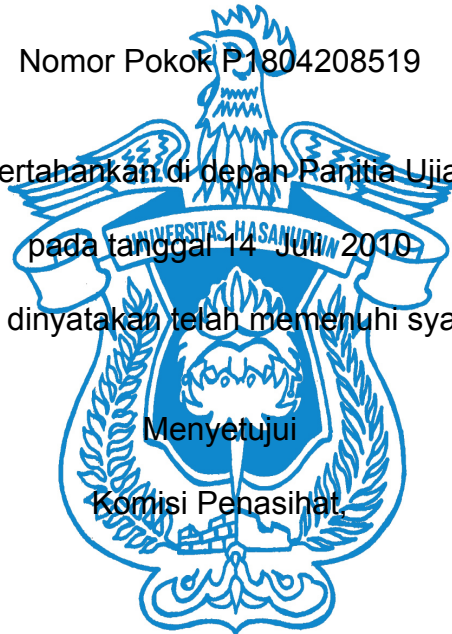 Nomor Pokok P1804208519
ertahankan di depan Panitia Ujia
UNIVERSITAS HASANUDDIN
pada tanggal 14 Juli 2010
dinyatakan telah memenuhi sya
Menyetujui
Komisi Penasihat,